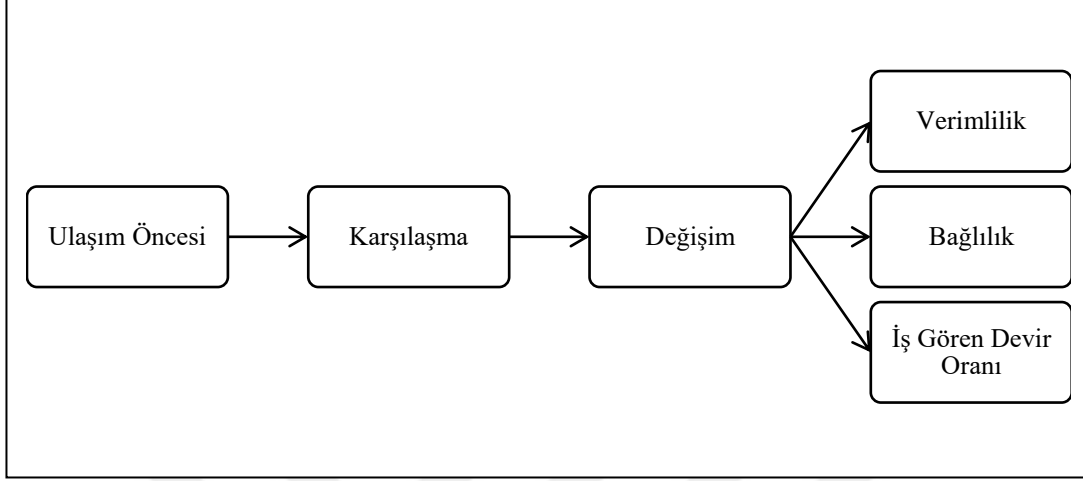 Ulaşım Öncesi
Karşılaşma
Değişim
Verimlilik
Bağlılık
İş Gören Devir
Oranı